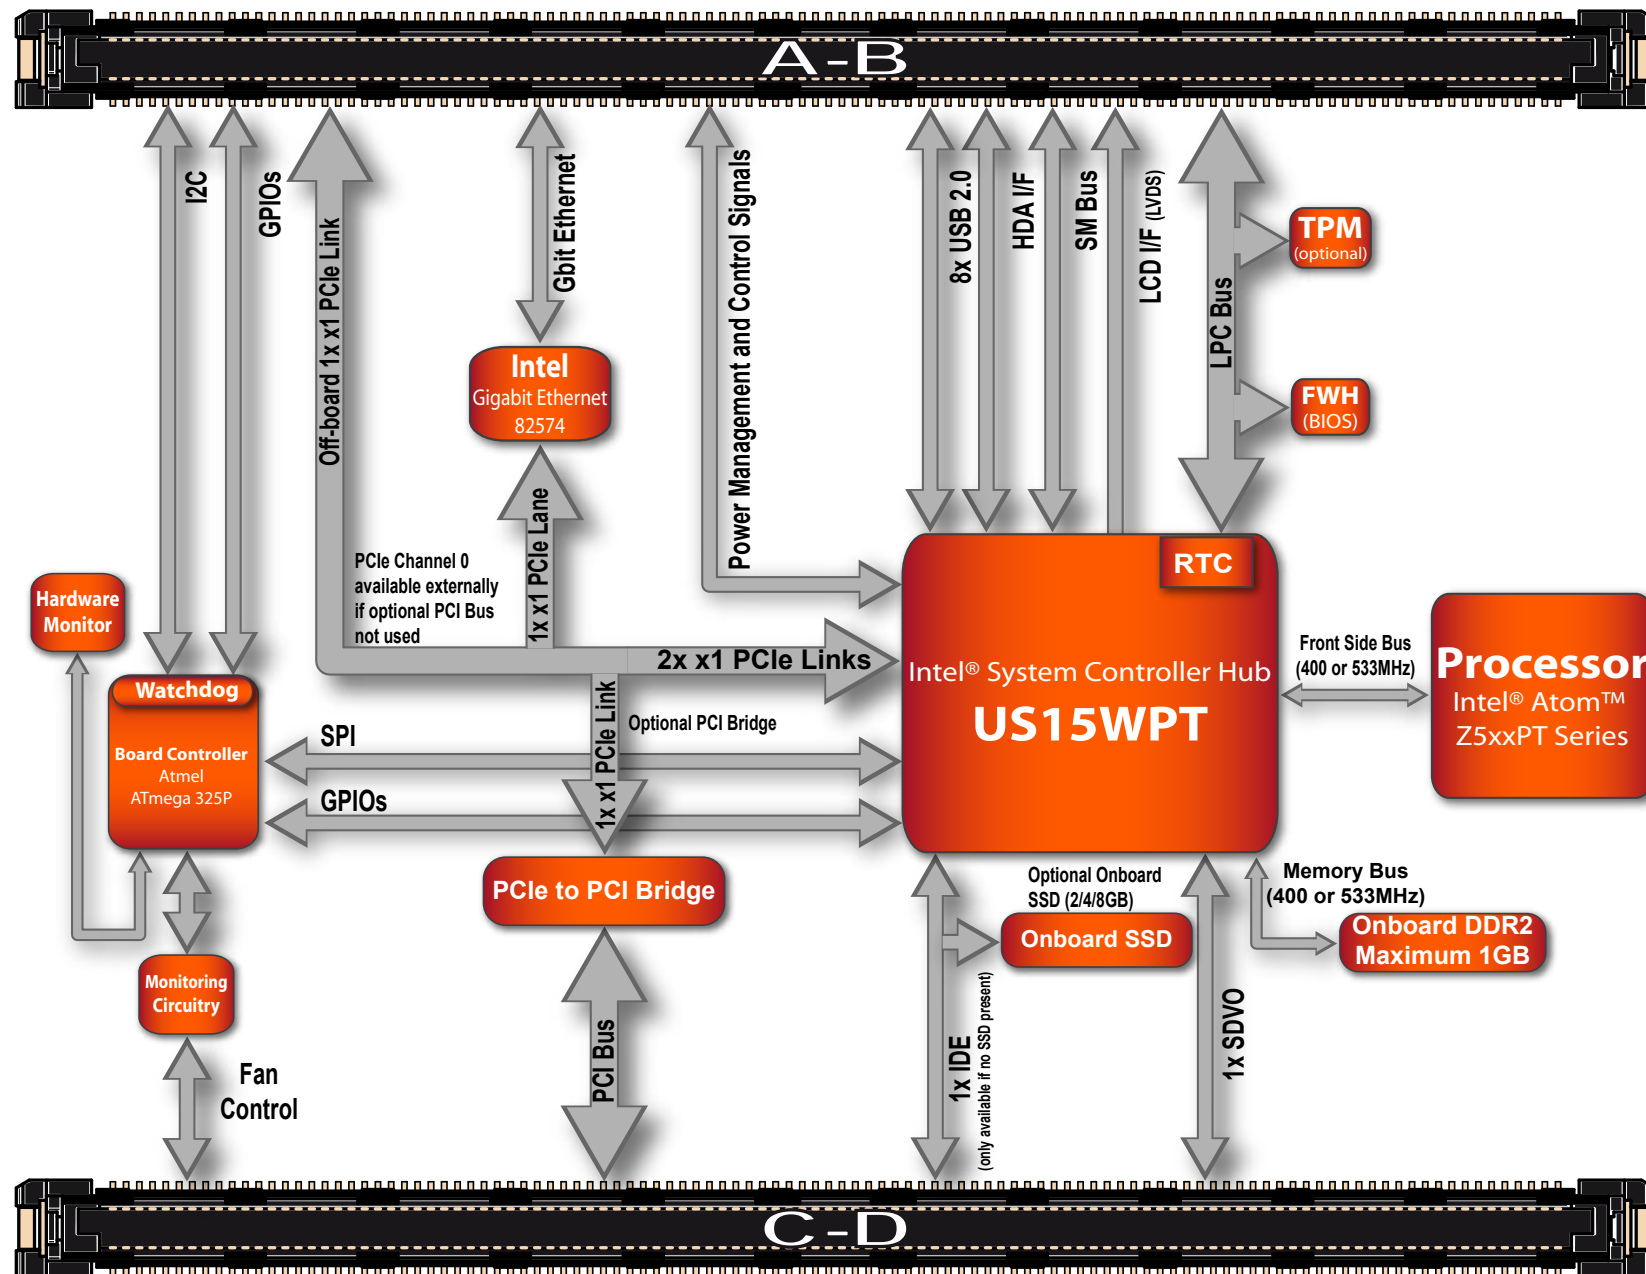 A-B
I2C
GPIOs
Off-board 1x x1 PCIe Link
Gbit Ethernet
Power Management and Control Signals
8x USB 2.0
HDA I/F
SM Bus
LCD I/F (LVDS)
LPC Bus
TPM
(optional)
FWH
(BIOS)
Intel
Gigabit Ethernet
82574
1x x1 PCIe Lane
PCIe Channel 0
available externally
if optional PCI Bus
not used
2x x1 PCIe Links
Hardware
Monitor
Watchdog
Board Controller
Atmel
ATmega 325P
SPI
GPIOs
1x x1 PCIe Link
Optional PCI Bridge
RTC
Intel® System Controller Hub
US15WPT
Front Side Bus
(400 or 533MHz)
Processor
Intel® Atom™
Z5xxPT Series
PCIe to PCI Bridge
Optional Onboard
SSD (2/4/8GB)
Onboard SSD
Memory Bus
(400 or 533MHz)
Onboard DDR2
Maximum 1GB
Monitoring
Circuitry
Fan
Control
PCI Bus
1x IDE
(only available if no SSD present)
1x SDVO
C-D